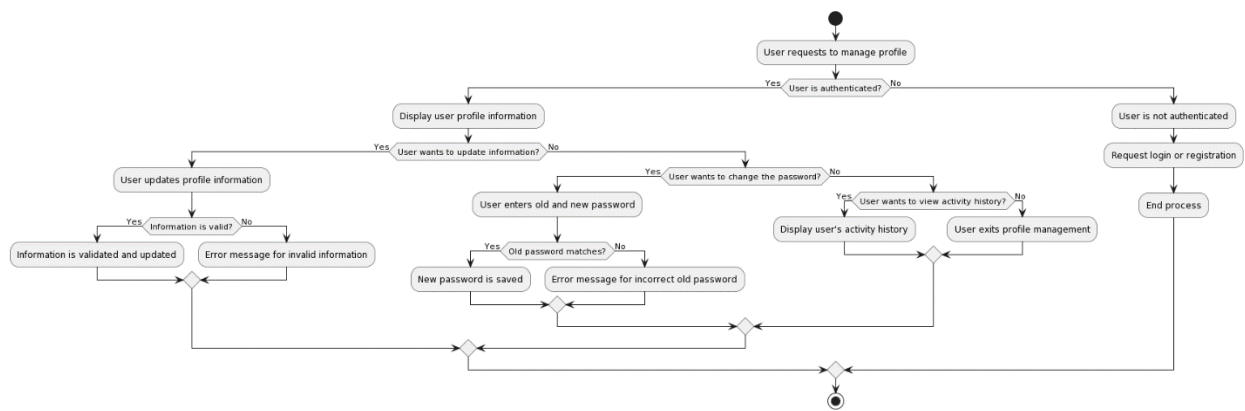 User requests to manage profile
Yes
User is authenticated?
No
Display user profile information
User is not authenticated
Yes
User wants to update information?
No
Request login or registration
User updates profile information
Yes
User wants to change the password?
No
End process
Yes
Information is valid?
No
User enters old and new password
Yes
User wants to view activity history?
No
Information is validated and updated
Error message for invalid information
Yes
Old password matches?
No
Display user's activity history
User exits profile management
New password is saved
Error message for incorrect old password